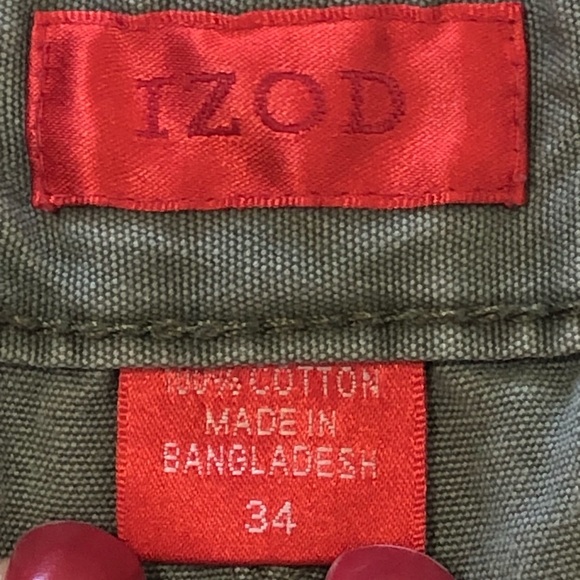 IZOD
100% COTTON
MADE IN
BANGLADESH
34